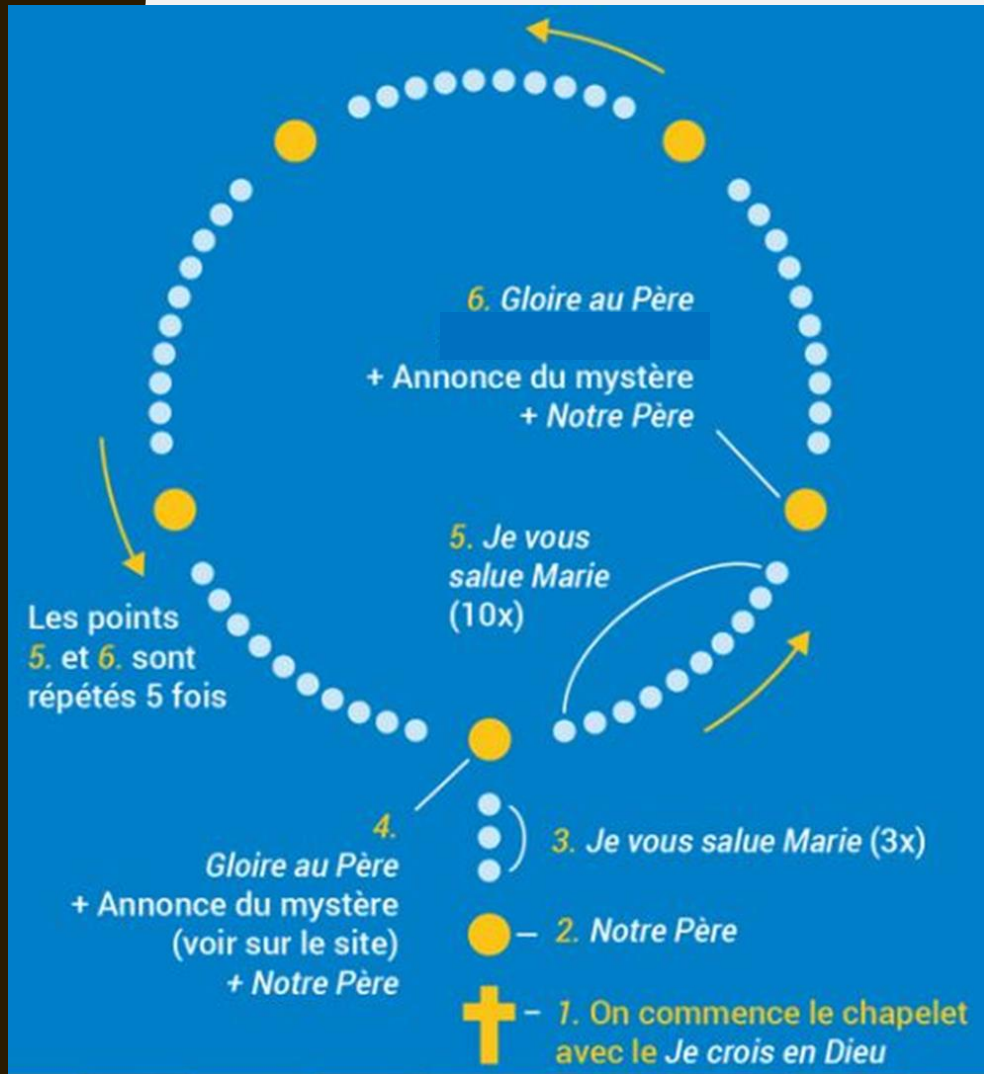 6. Gloire au Père
+ Annonce du mystère
+ Notre Père
5. Je vous
salue Marie
(10x)
Les points
5. et 6. sont
répétés 5 fois
4.
Gloire au Père
+ Annonce du mystère
(voir sur le site)
+ Notre Père
3. Je vous salue Marie (3x)
2. Notre Père
1. On commence le chapelet
avec le Je crois en Dieu